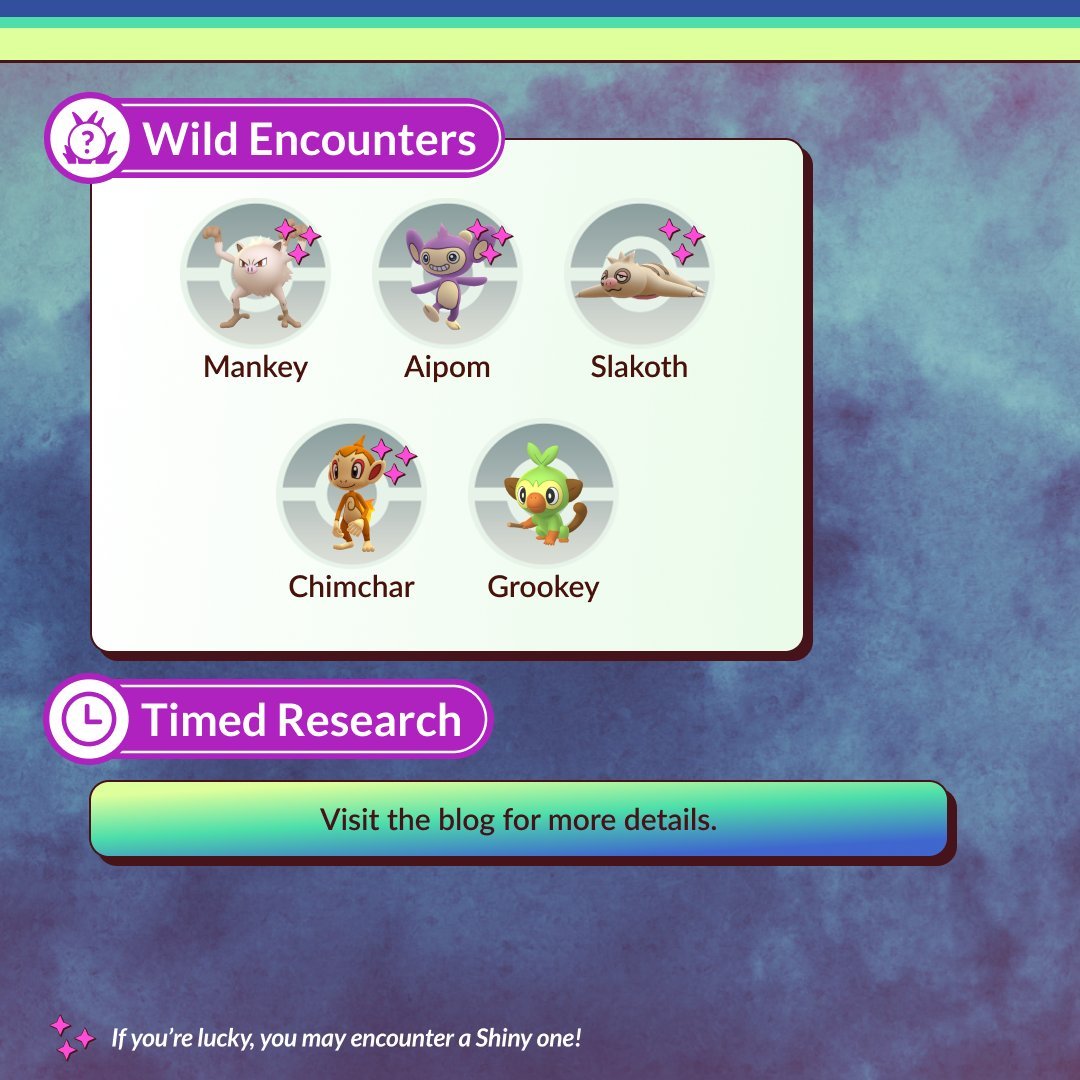 ?
Wild Encounters
Mankey
Aipom
Slakoth
Chimchar
Grookey
Timed Research
Visit the blog for more details.
If you’re lucky, you may encounter a Shiny one!